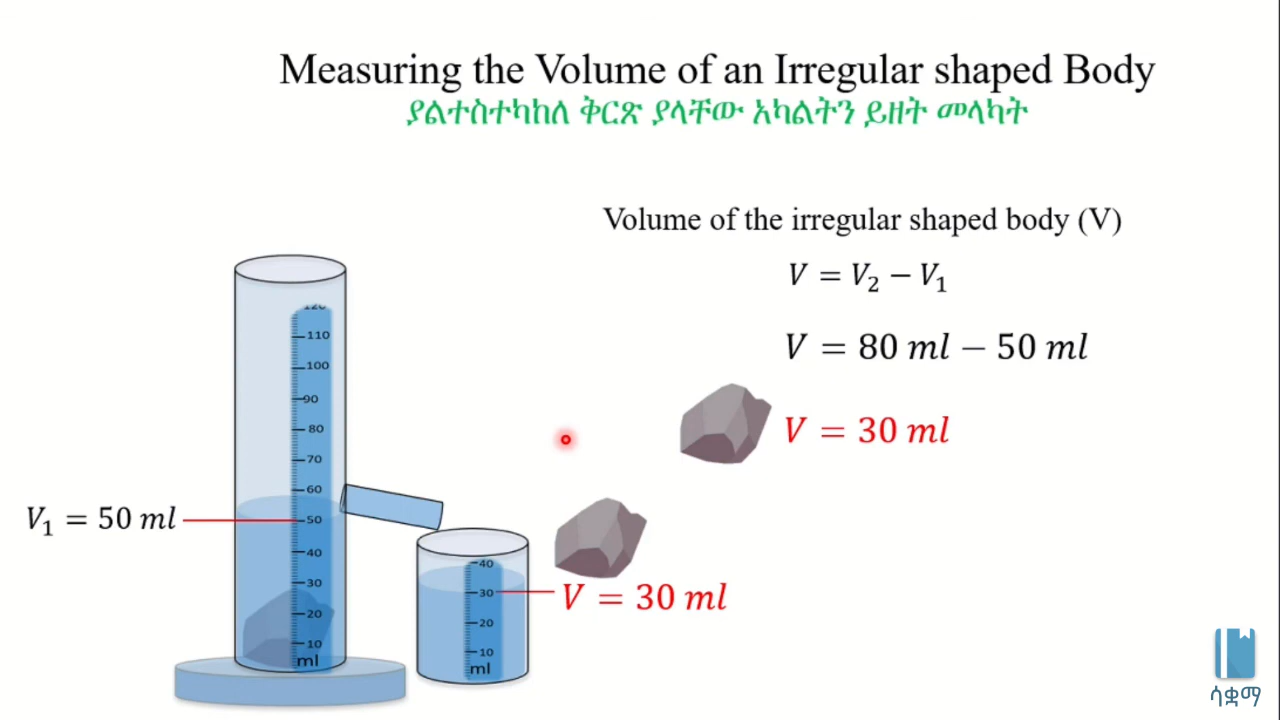 Measuring the Volume of an Irregular shaped Body
ያልተስተካከለ ቅርጽ ያላቸው አካልትን ይዘት መላካት
Volume of the irregular shaped body (V)
V = V₂ − V₁
V = 80 ml − 50 ml
V = 30 ml
120
110
100
90
80
70
60
50
40
30
20
10
ml
V₁ = 50 ml
40
30
20
10
ml
V = 30 ml
ሳቋማ